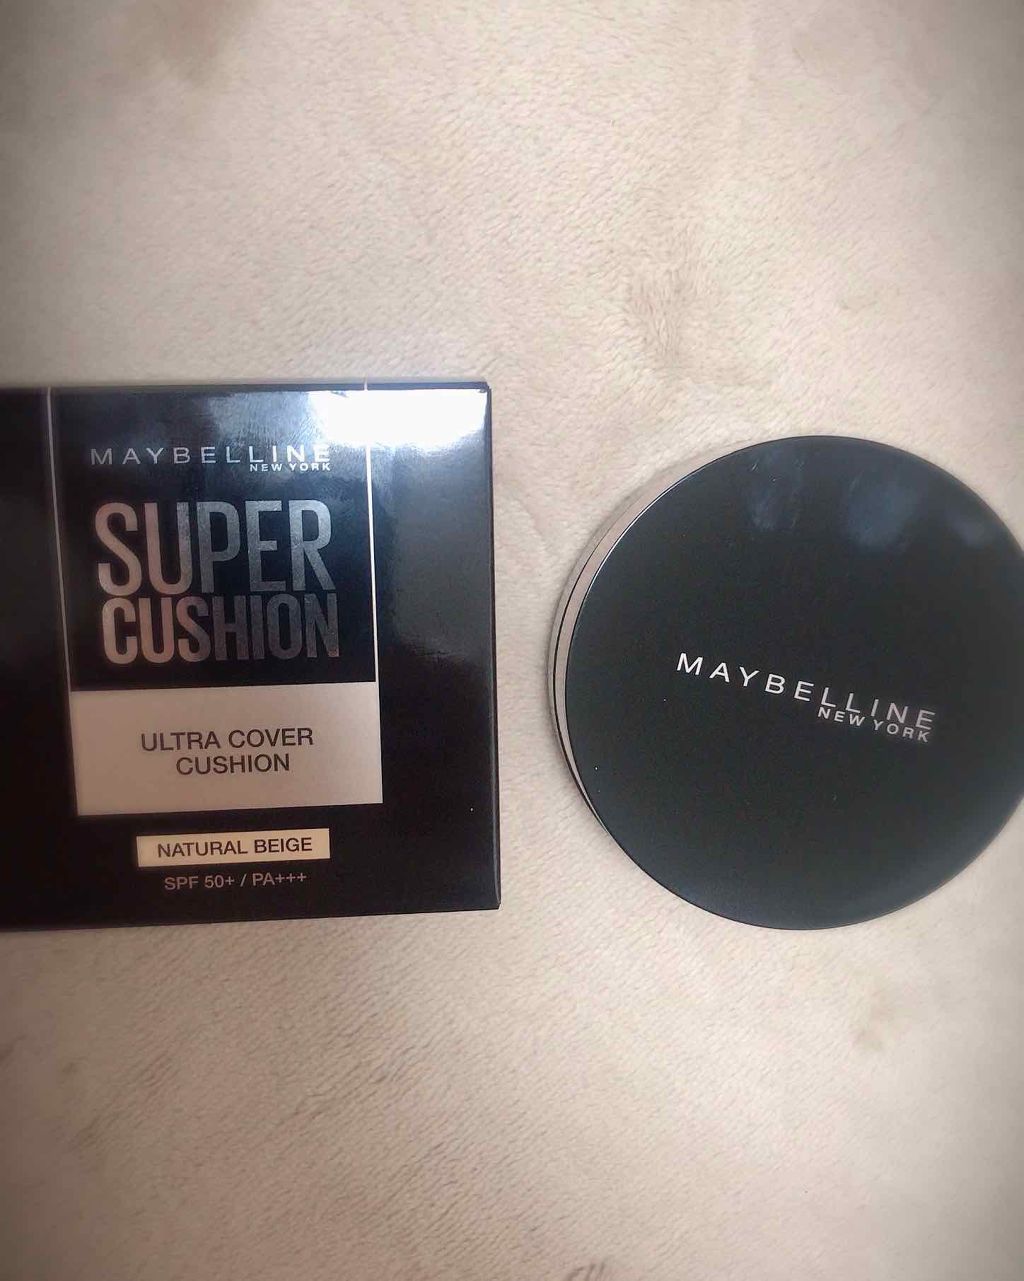 MAYBELLINE
NEW YORK
SUPER
CUSHION
ULTRA COVER
CUSHION
NATURAL BEIGE
SPF 50+ / PA+++
MAYBELLINE
NEW YORK